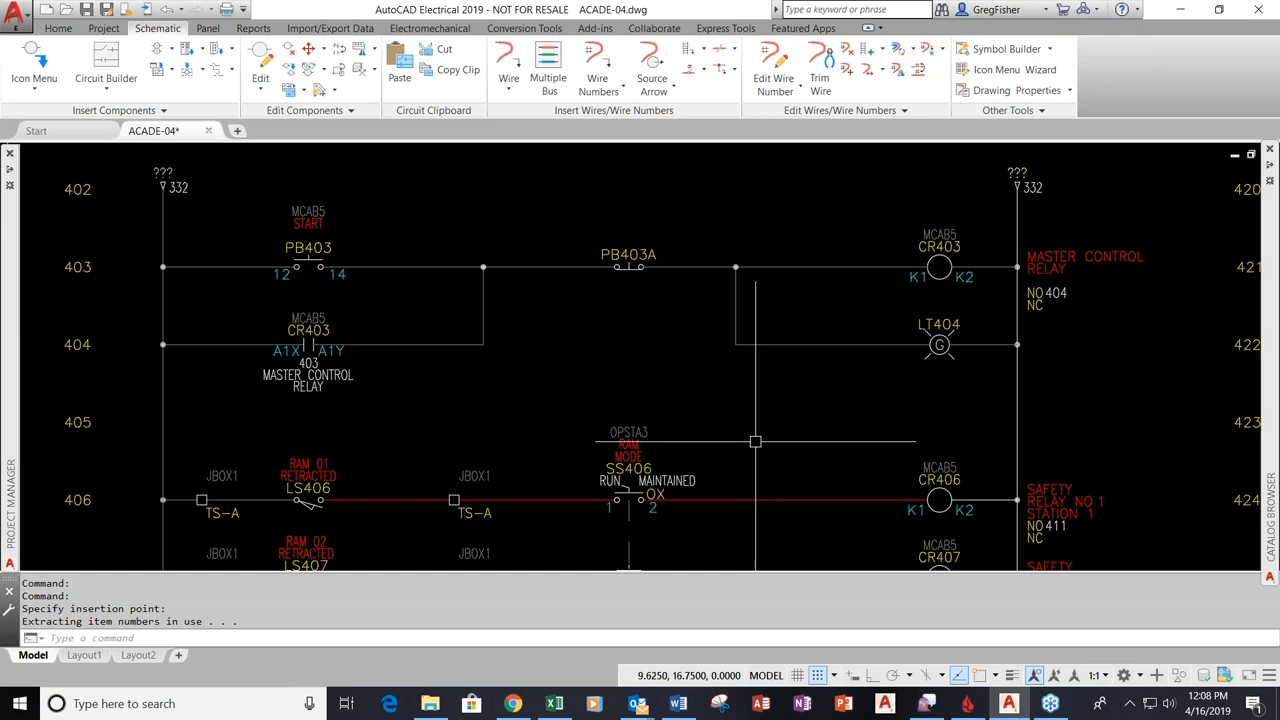 AutoCAD Electrical 2019 - NOT FOR RESALE ACADE-04.dwg
Type a keyword or phrase
GregFisher
Home Project Schematic Panel Reports Import/Export Data Electromechanical Conversion Tools Add-ins Collaborate Express Tools Featured Apps
Icon Menu
Circuit Builder
Insert Components
Edit
Edit Components
Paste
Cut
Copy Clip
Circuit Clipboard
Wire
Multiple Bus
Wire Numbers
Source Arrow
Insert Wires/Wire Numbers
Edit Wire Number
Trim Wire
Edit Wires/Wire Numbers
Symbol Builder
Icon Menu Wizard
Drawing Properties
Other Tools
Start
ACADE-04*
402
???
332
???
332
420
MCAB5
START
PB403
403
12
14
PB403A
MCAB5
CR403
K1
K2
MASTER CONTROL
RELAY
421
NO 404
NC
MCAB5
CR403
404
A1X
A1Y
403
MASTER CONTROL
RELAY
LT404
G
422
405
423
OPSTA3
RAM
MODE
SS406
RUN
MAINTAINED
OX
1
2
406
JBOX1
TS-A
RAM 01
RETRACTED
LS406
JBOX1
TS-A
MCAB5
CR406
K1
K2
SAFETY
RELAY NO.1
STATION 1
NO 411
NC
424
JBOX1
RAM 02
RETRACTED
LS407
JBOX1
MCAB5
CR407
SAFETY
PROJECT MANAGER
CATALOG BROWSER
Command:
Command:
Specify insertion point:
Extracting item numbers in use . . .
Type a command
Model Layout1 Layout2
9.6250, 16.7500, 0.0000 MODEL
1:1
Type here to search
12:08 PM
4/16/2019